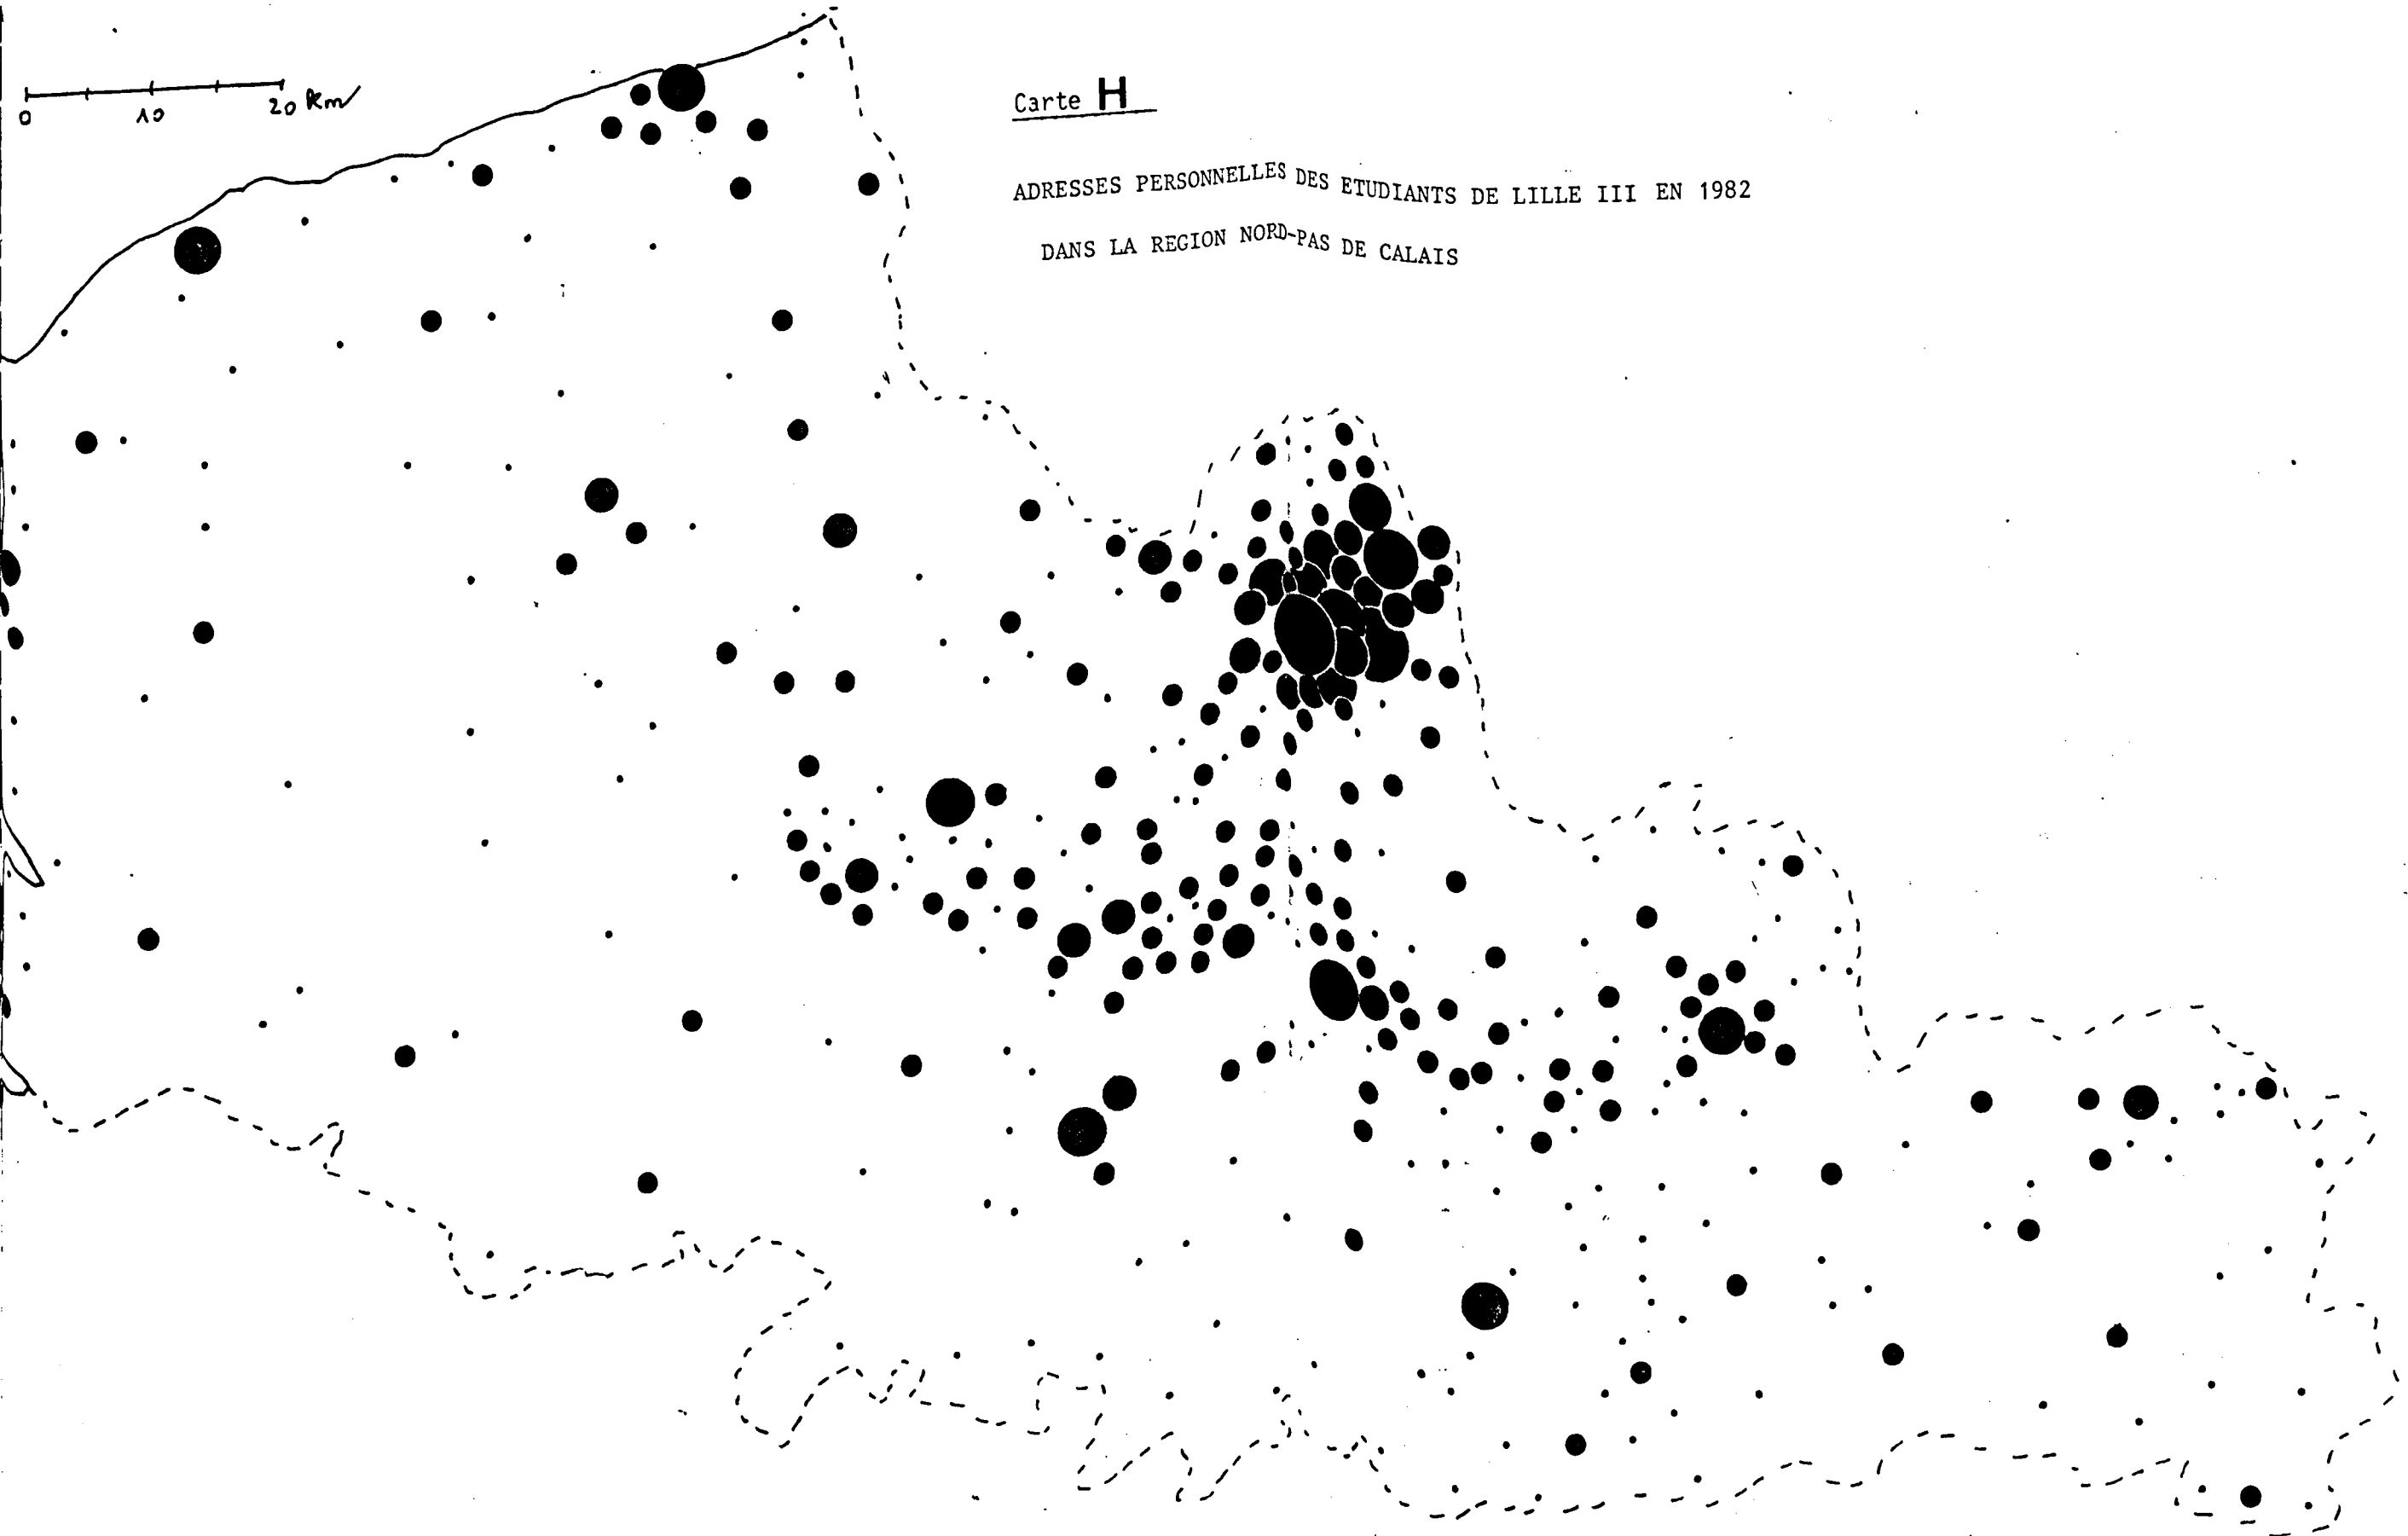 Carte H
0 10 20 Km
ADRESSES PERSONNELLES DES ETUDIANTS DE LILLE III EN 1982
DANS LA REGION NORD-PAS DE CALAIS